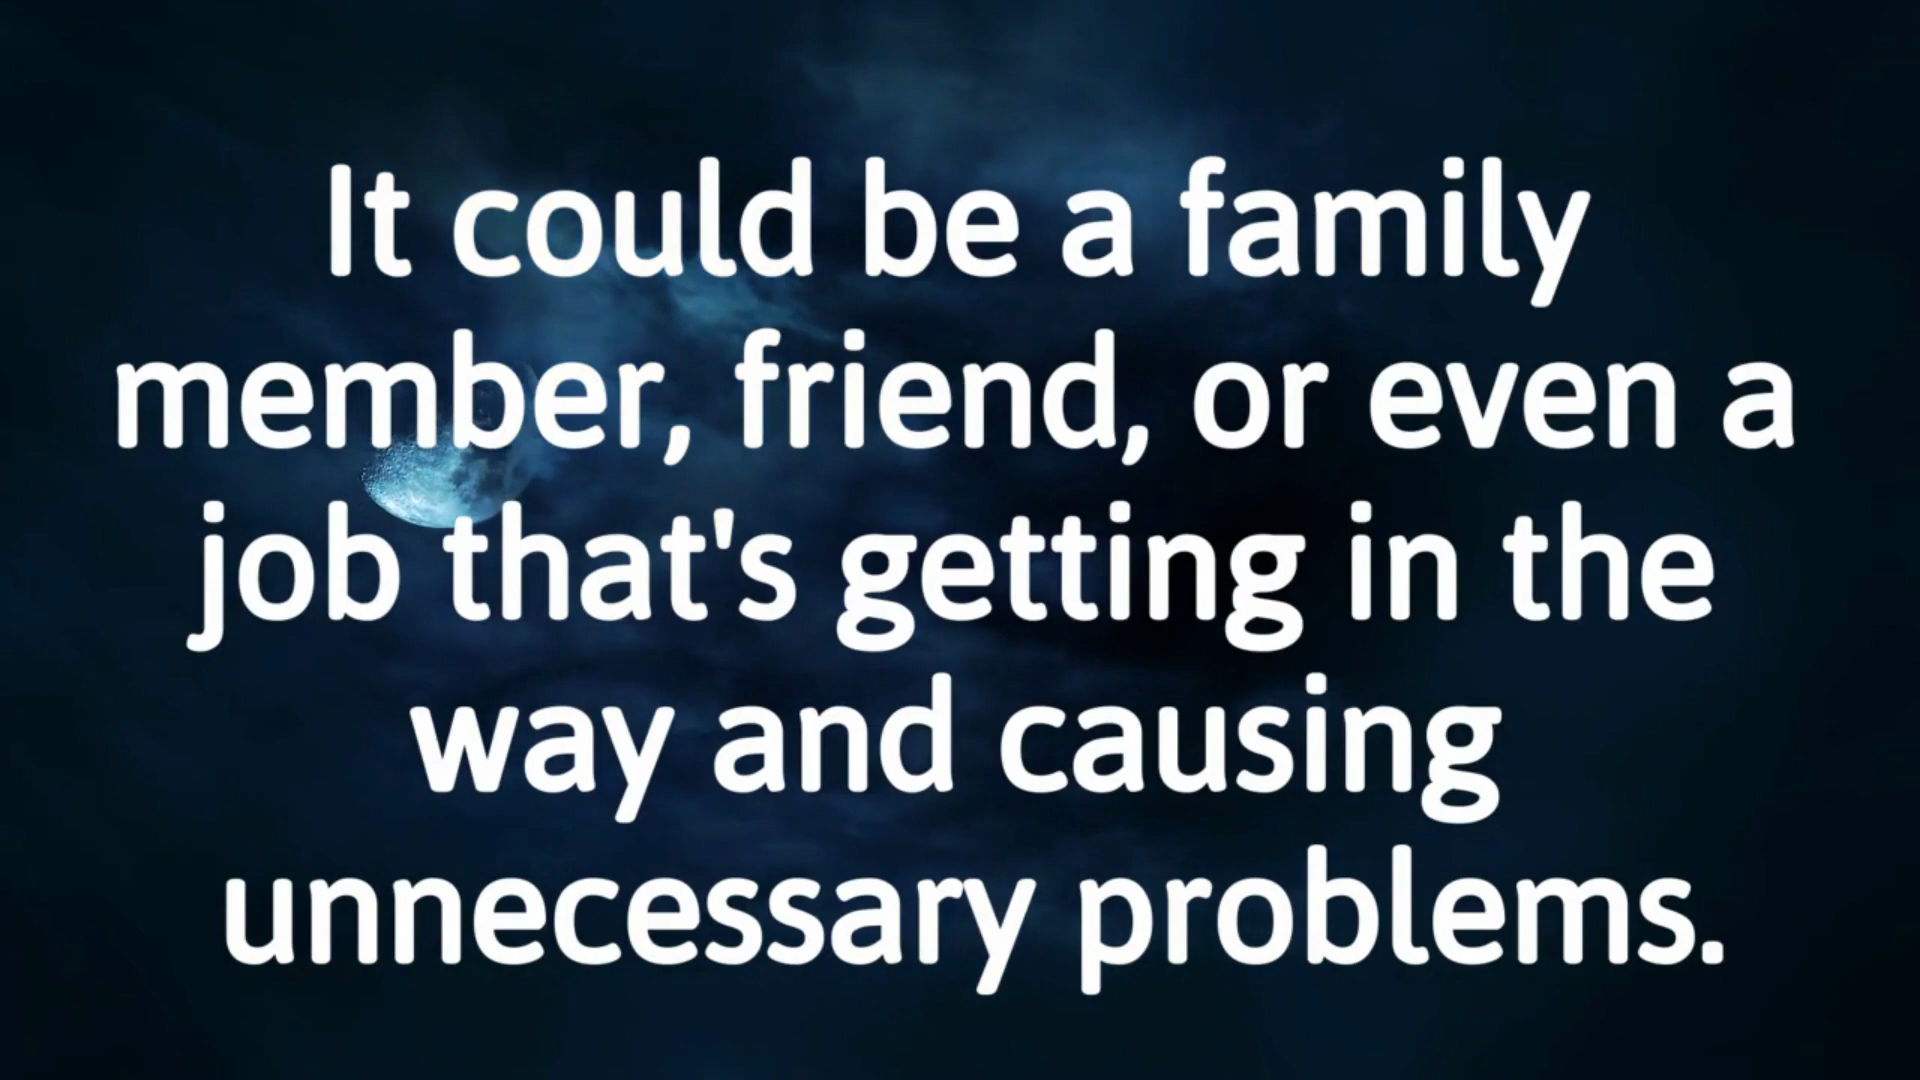 It could be a family
member, friend, or even a
job that's getting in the
way and causing
unnecessary problems.